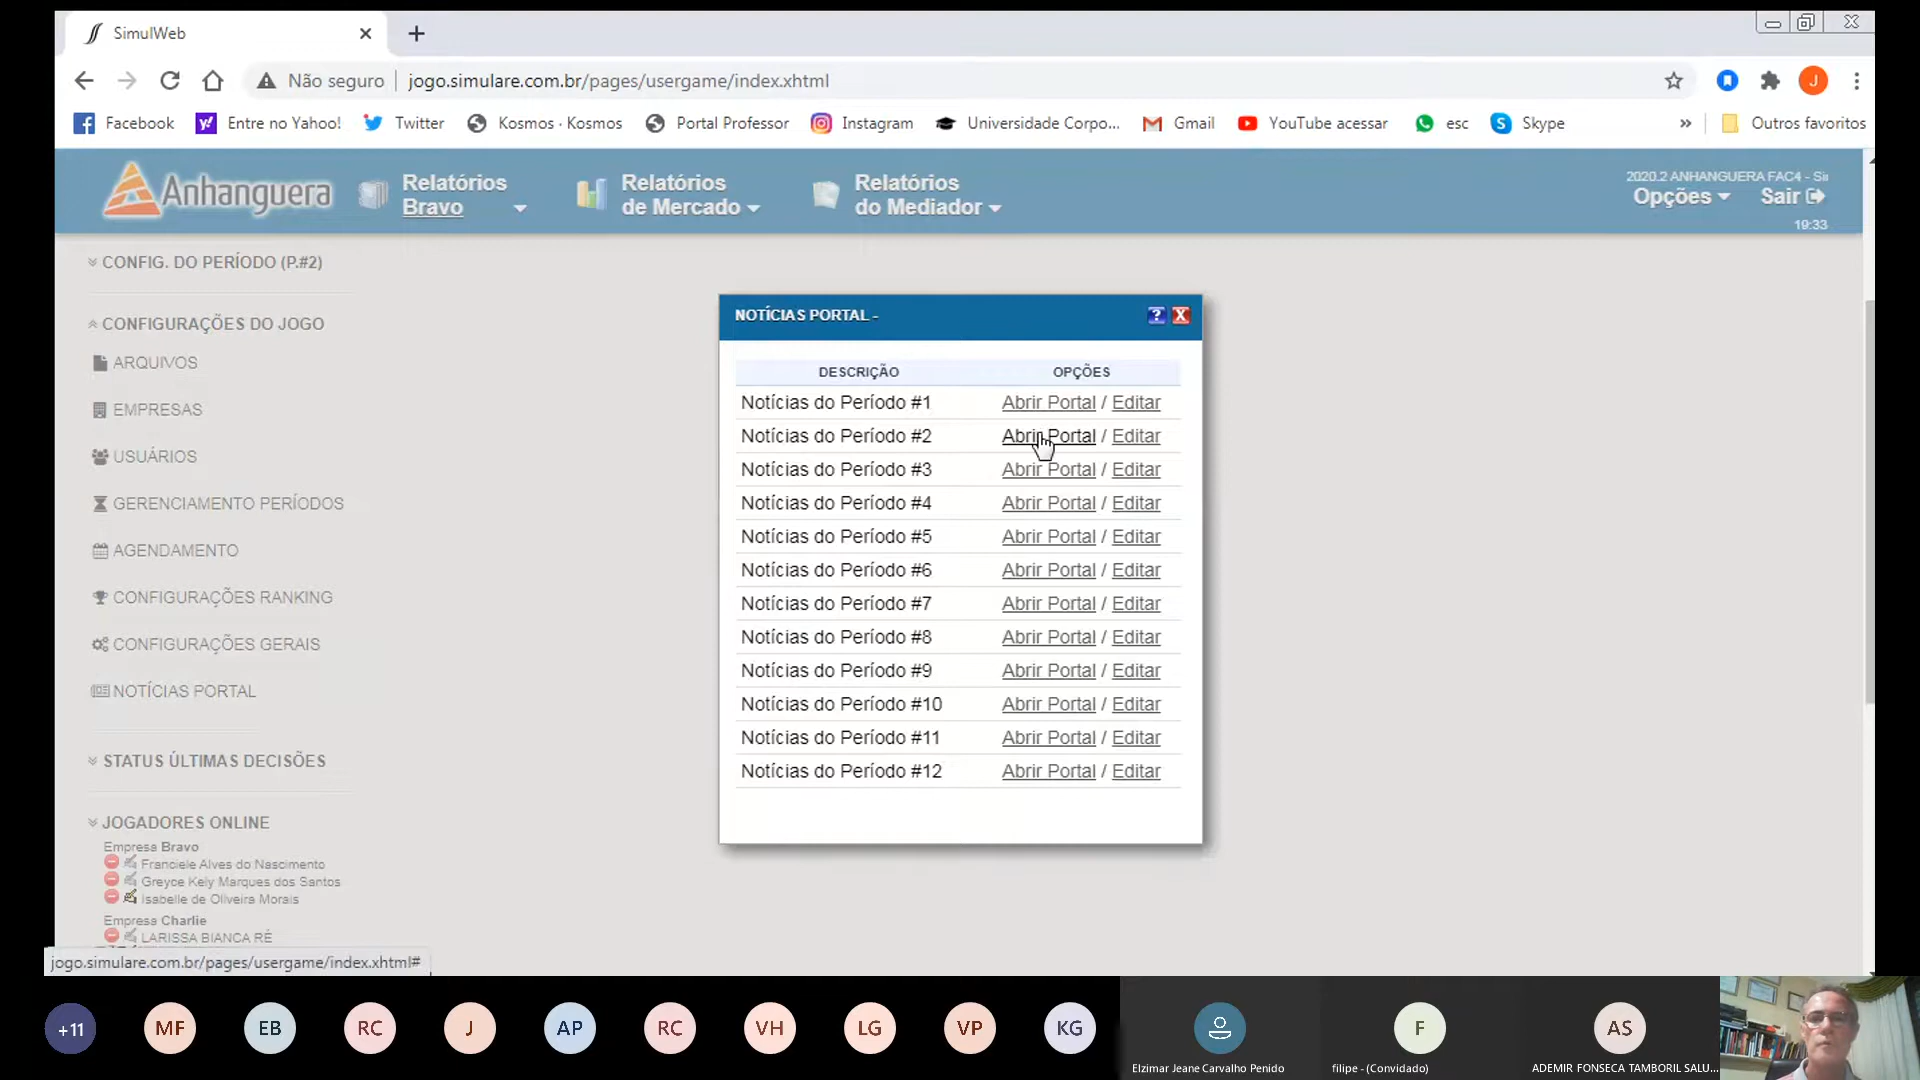 SimulWeb
Não seguro
jogo.simulare.com.br/pages/usergame/index.xhtml
J
Facebook
Entre no Yahoo!
Twitter
Kosmos · Kosmos
Portal Professor
Instagram
Universidade Corpo...
Gmail
YouTube acessar
esc
Skype
»
Outros favoritos
Anhanguera
Relatórios
Bravo
Relatórios
de Mercado
Relatórios
do Mediador
2020.2 ANHANGUERA FAC4 - Sir
Opções
Sair
19:33
CONFIG. DO PERÍODO (P.#2)
CONFIGURAÇÕES DO JOGO
ARQUIVOS
EMPRESAS
USUÁRIOS
GERENCIAMENTO PERÍODOS
AGENDAMENTO
CONFIGURAÇÕES RANKING
CONFIGURAÇÕES GERAIS
NOTÍCIAS PORTAL
STATUS ÚLTIMAS DECISÕES
JOGADORES ONLINE
Empresa Bravo
Franciele Alves do Nascimento
Greyce Kely Marques dos Santos
Isabelle de Oliveira Morais
Empresa Charlie
LARISSA BIANCA RÉ
NOTÍCIAS PORTAL -
? X
DESCRIÇÃO OPÇÕES
Notícias do Período #1 Abrir Portal / Editar
Notícias do Período #2 Abrir Portal / Editar
Notícias do Período #3 Abrir Portal / Editar
Notícias do Período #4 Abrir Portal / Editar
Notícias do Período #5 Abrir Portal / Editar
Notícias do Período #6 Abrir Portal / Editar
Notícias do Período #7 Abrir Portal / Editar
Notícias do Período #8 Abrir Portal / Editar
Notícias do Período #9 Abrir Portal / Editar
Notícias do Período #10 Abrir Portal / Editar
Notícias do Período #11 Abrir Portal / Editar
Notícias do Período #12 Abrir Portal / Editar
jogo.simulare.com.br/pages/usergame/index.xhtml#
+11
MF
EB
RC
J
AP
RC
VH
LG
VP
KG
F
AS
Elzimar Jeane Carvalho Penido
filipe - (Convidado)
ADEMIR FONSECA TAMBORIL SALU...